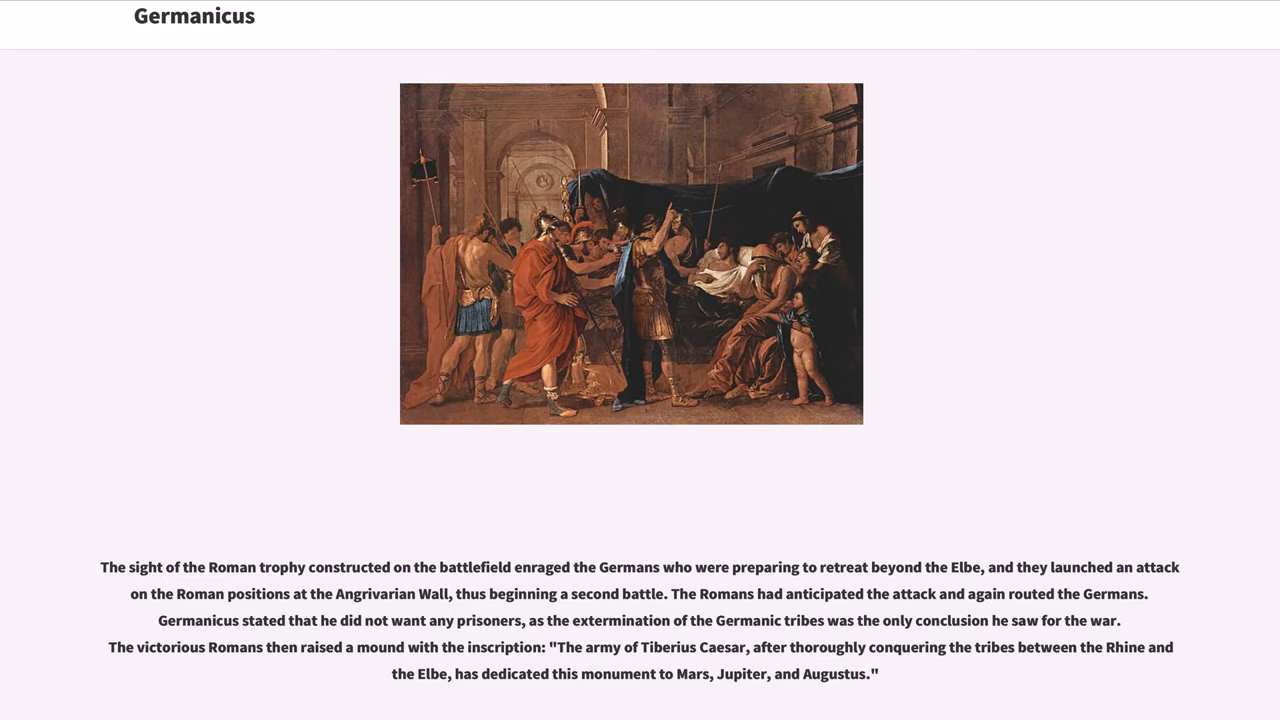 Germanicus
The sight of the Roman trophy constructed on the battlefield enraged the Germans who were preparing to retreat beyond the Elbe, and they launched an attack
on the Roman positions at the Angrivarian Wall, thus beginning a second battle. The Romans had anticipated the attack and again routed the Germans.
Germanicus stated that he did not want any prisoners, as the extermination of the Germanic tribes was the only conclusion he saw for the war.
The victorious Romans then raised a mound with the inscription: "The army of Tiberius Caesar, after thoroughly conquering the tribes between the Rhine and
the Elbe, has dedicated this monument to Mars, Jupiter, and Augustus."